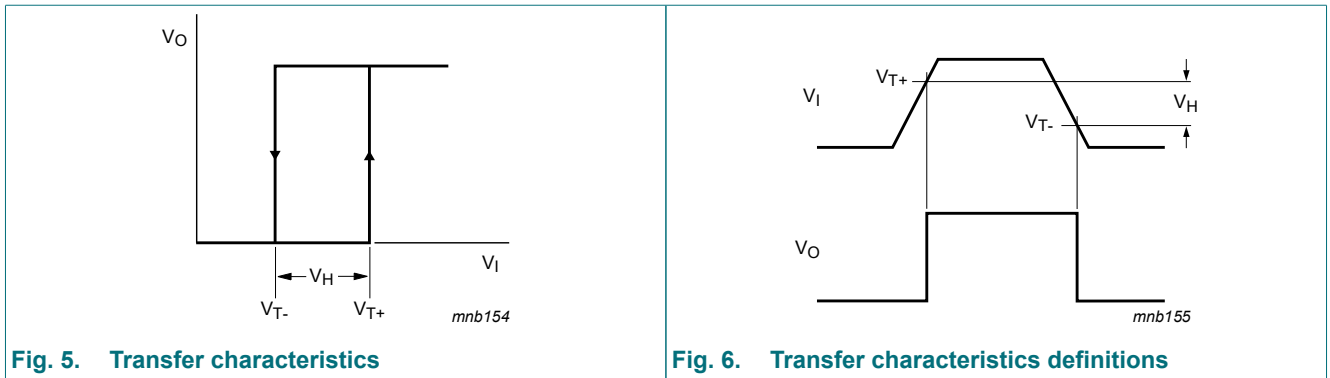 VO
VH
VI
VT-
VT+
mnb154
Fig. 5. Transfer characteristics
VT+
VI
VH
VT-
VO
mnb155
Fig. 6. Transfer characteristics definitions